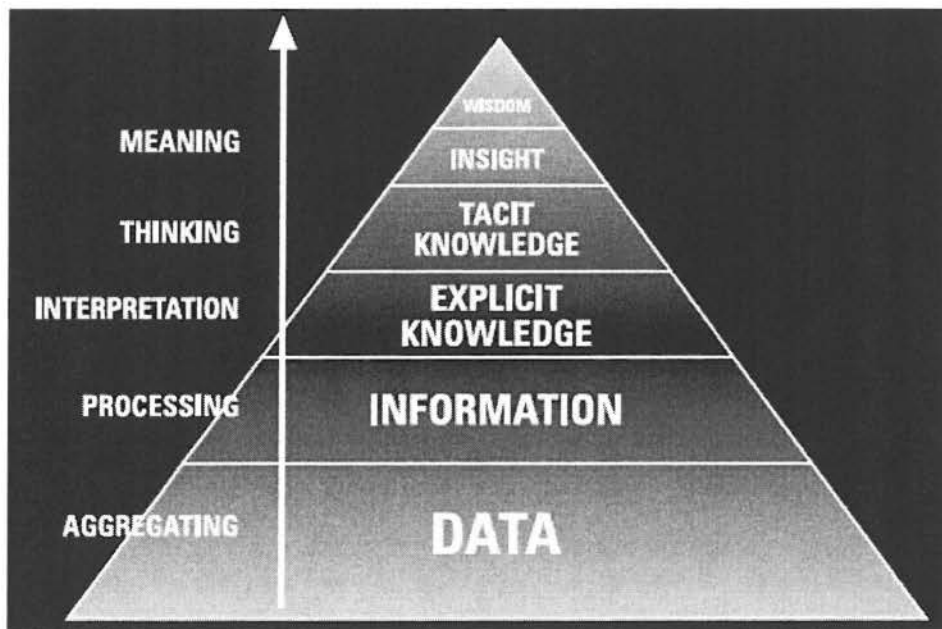 WISDOM
MEANING
INSIGHT
TACIT
KNOWLEDGE
THINKING
EXPLICIT
KNOWLEDGE
INTERPRETATION
PROCESSING
INFORMATION
AGGREGATING
DATA